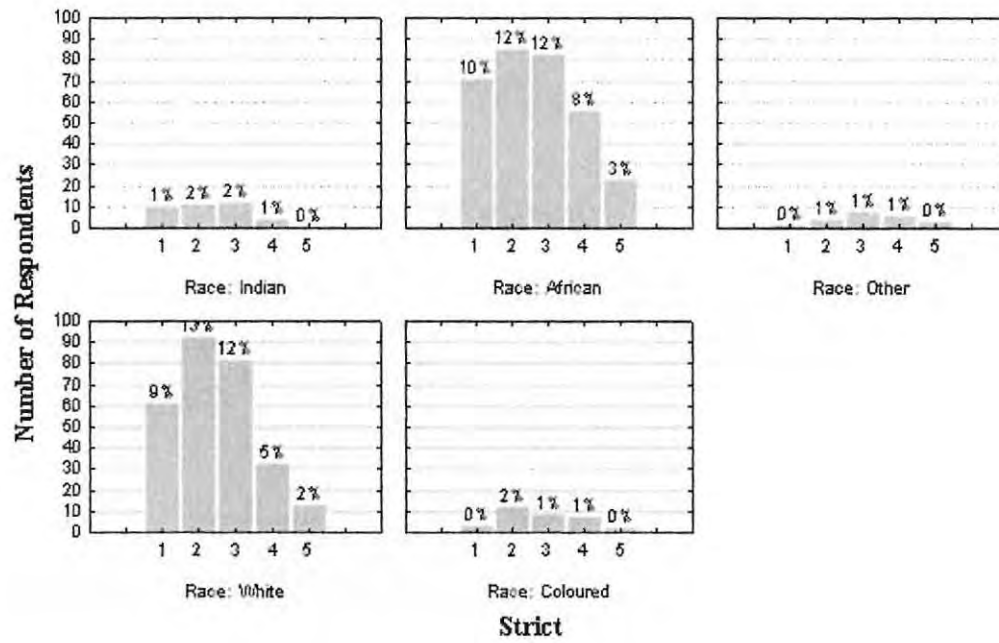 Number of Respondents
100
90
80
70
60
50
40
30
20
10
0
1% 2% 2% 1% 0%
1 2 3 4 5
Race: Indian
10% 12% 12% 8% 3%
1 2 3 4 5
Race: African
0% 1% 1% 1% 0%
1 2 3 4 5
Race: Other
100
90
80
70
60
50
40
30
20
10
0
9% 13% 12% 5% 2%
1 2 3 4 5
Race: White
0% 2% 1% 1% 0%
1 2 3 4 5
Race: Coloured
Strict